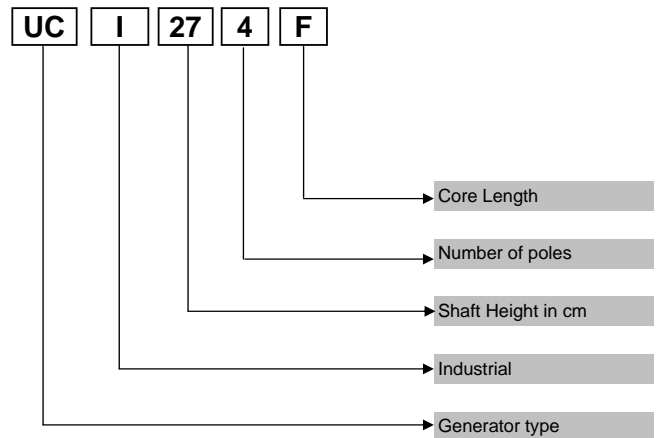 UC I 27 4 F
Core Length
Number of poles
Shaft Height in cm
Industrial
Generator type